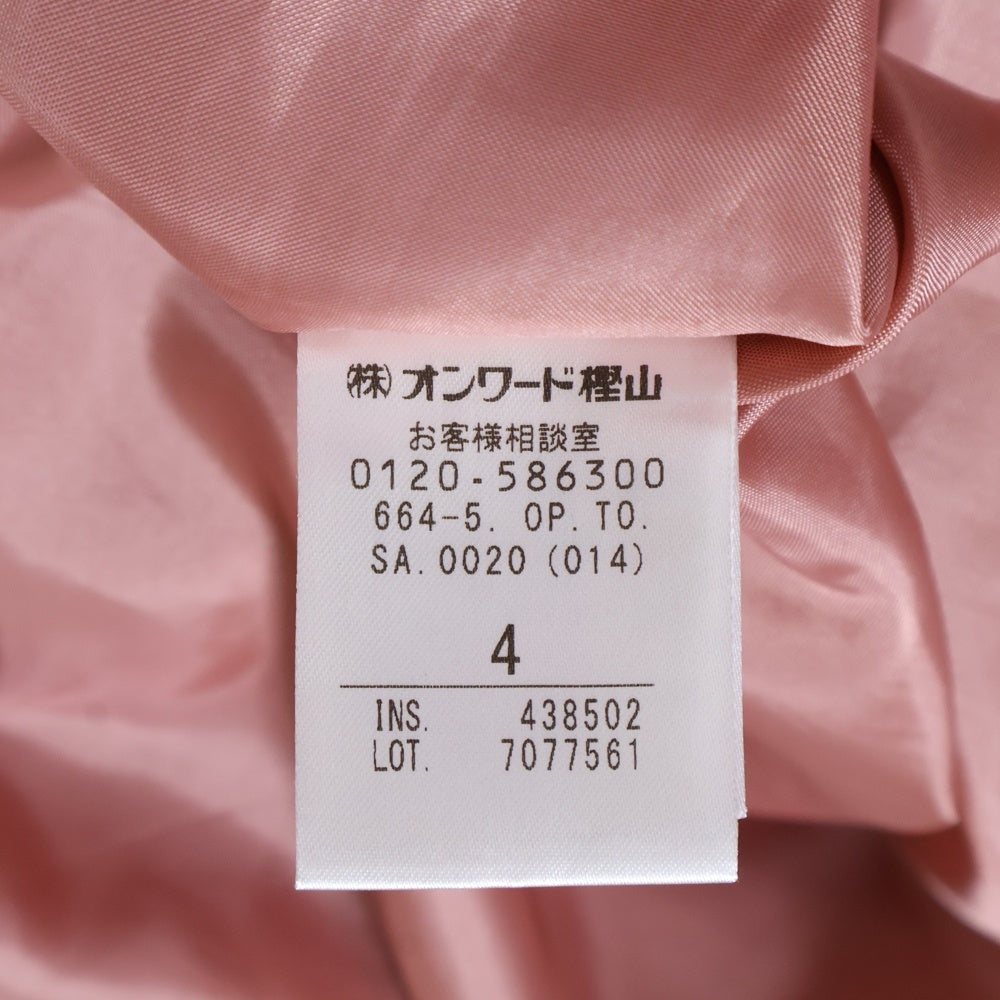 ㈱オンワード樫山
お客様相談室
0120-586300
664-5. OP. TO.
SA. 0020 (014)
4
INS. 438502
LOT. 7077561